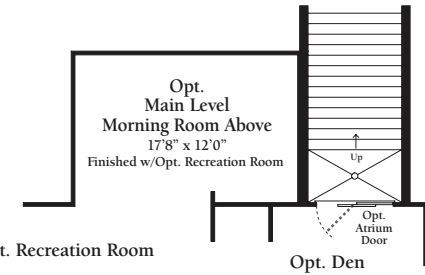 Opt.
Main Level
Morning Room Above
17'8" x 12'0"
Finished w/Opt. Recreation Room
Up
Opt.
Atrium
Door
t. Recreation Room
Opt. Den